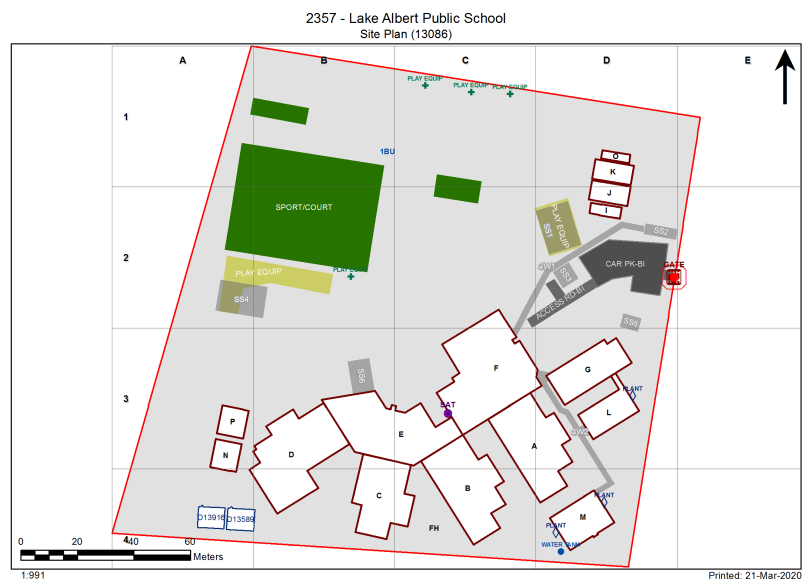 2357 - Lake Albert Public School
Site Plan (13086)
A B C D E
PLAY EQUIP PLAY EQUIP PLAY EQUIP
1
1BU
O
K
J
I
SPORT/COURT
PLAY EQUIP
SS1
SS2
2
CAR PK-BI
GATE
PLAY EQUIP
PLAY EQUIP
CW1
SS3
SS4
ACCESS RD-BT
SS5
F
G
SS6
PLANT
3
SAT
L
P
E
A
D
N
B
C
PLANT
D13916 D13589
M
FH
PLANT
4
WATER TANK
0 20 40 60
Meters
1:991
Printed: 21-Mar-2020